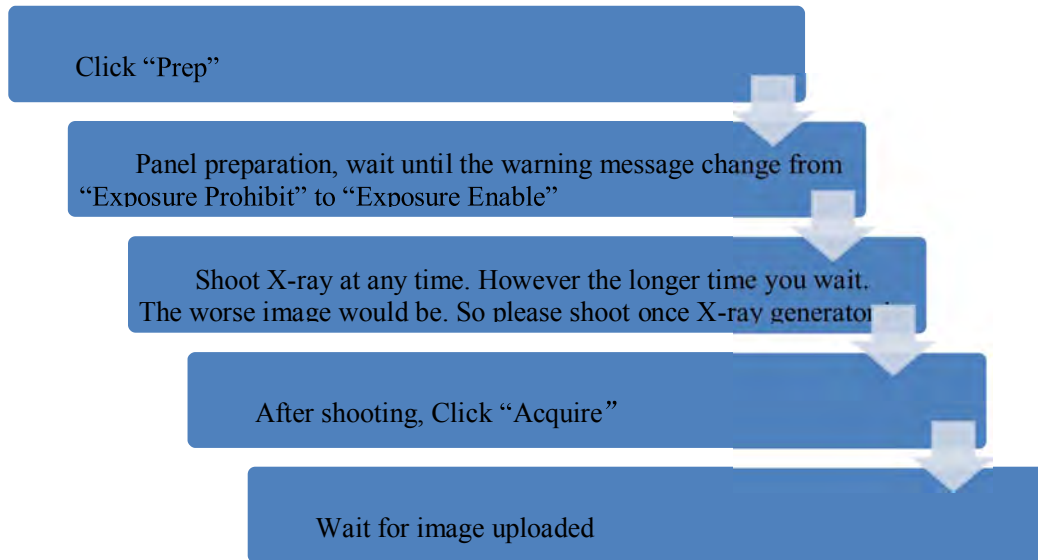 Click “Prep”
Panel preparation, wait until the warning message change from
“Exposure Prohibit” to “Exposure Enable”
Shoot X-ray at any time. However the longer time you wait.
The worse image would be. So please shoot once X-ray generator
After shooting, Click “Acquire”
Wait for image uploaded